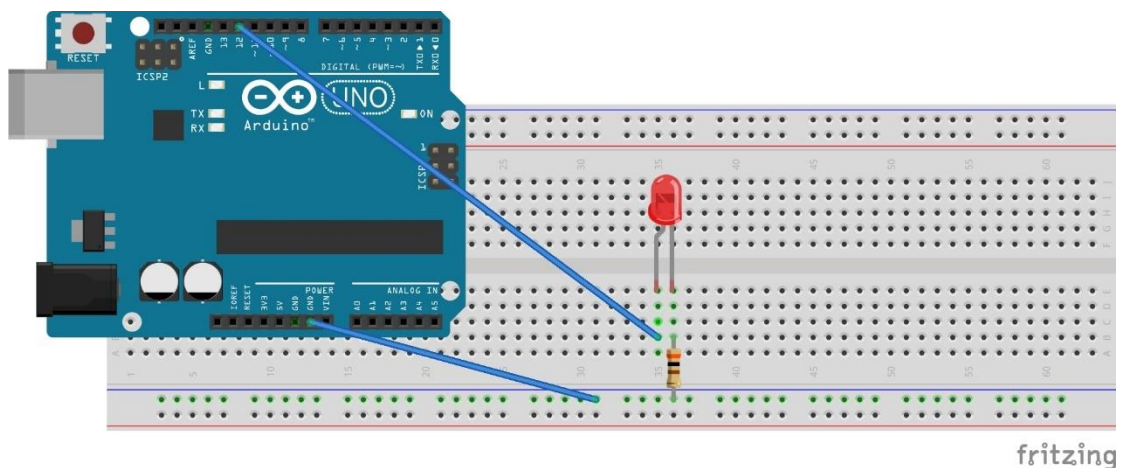 RESET
ICSP2
AREF
GND
13
12
~11
~10
~9
8
7
~6
~5
4
~3
2
TX0▶1
RX0◀0
DIGITAL (PWM=~)
L
TX
RX
Arduino™
UNO
ON
1
ICSP
IOREF
RESET
3V3
5V
GND
GND
VIN
POWER
ANALOG IN
A0
A1
A2
A3
A4
A5
25
30
35
40
45
50
55
60
J
I
H
G
F
E
D
C
B
A
1
5
10
15
20
25
30
35
40
45
50
55
60
fritzing